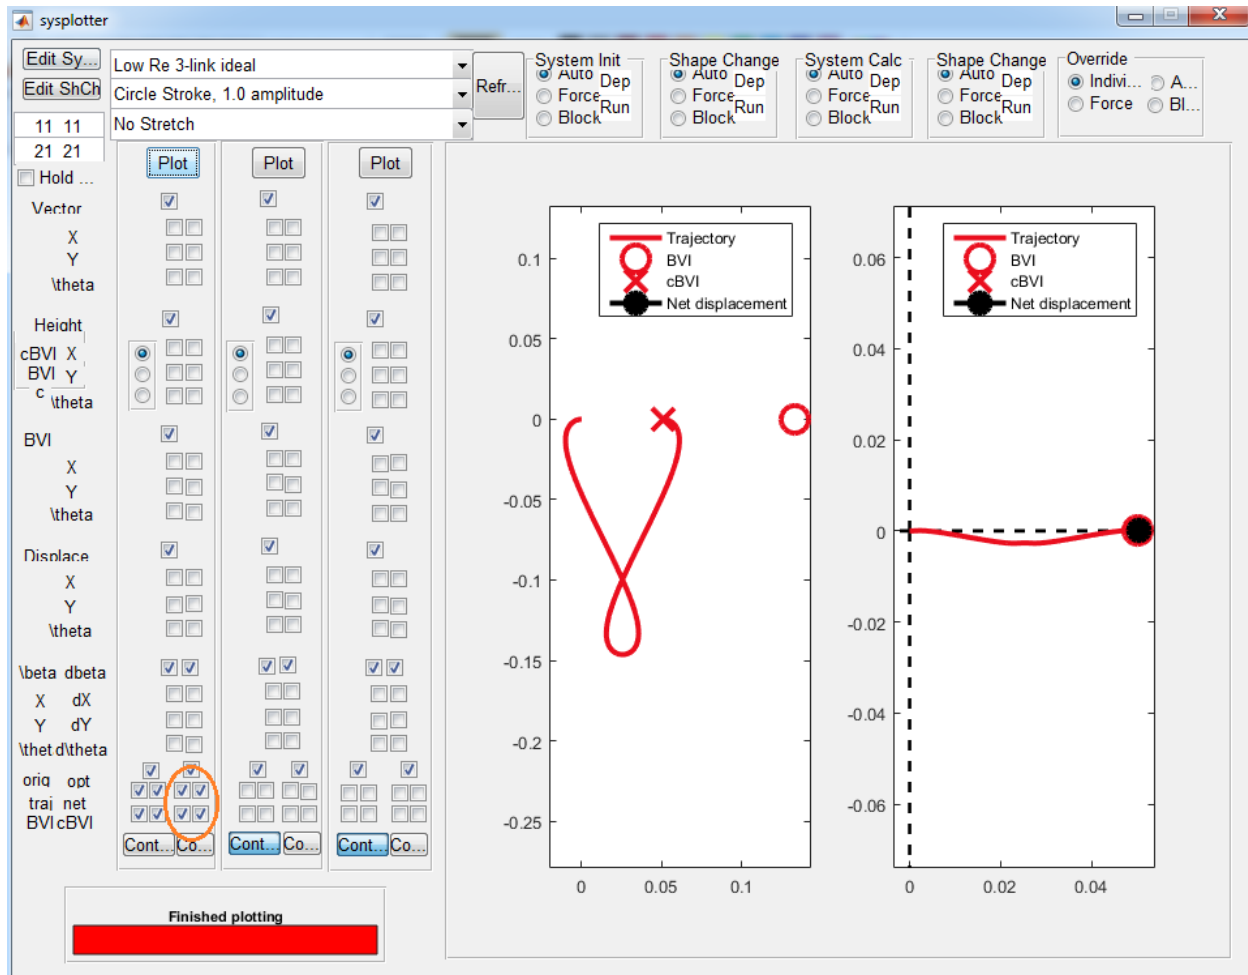 sysplotter
Edit Sy...
Edit ShCh
Low Re 3-link ideal
Circle Stroke, 1.0 amplitude
No Stretch
Refr...
System Init
Auto Dep
Force Run
Block
Shape Change
Auto Dep
Force Run
Block
System Calc
Auto Dep
Force Run
Block
Shape Change
Auto Dep
Force Run
Block
Override
Indivi... A...
Force Bl...
11 11
21 21
Hold ...
Plot Plot Plot
Vector
X
Y
\theta
Height
cBVI X
BVI Y
c \theta
BVI
X
Y
\theta
Displace
X
Y
\theta
\beta dbeta
X dX
Y dY
\thet d\theta
orig opt
traj net
BVI cBVI
Cont... Co... Cont... Co... Cont... Co...
Finished plotting
Trajectory
BVI
cBVI
Net displacement
0.1
0.05
0
-0.05
-0.1
-0.15
-0.2
-0.25
0 0.05 0.1
Trajectory
BVI
cBVI
Net displacement
0.06
0.04
0.02
0
-0.02
-0.04
-0.06
0 0.02 0.04